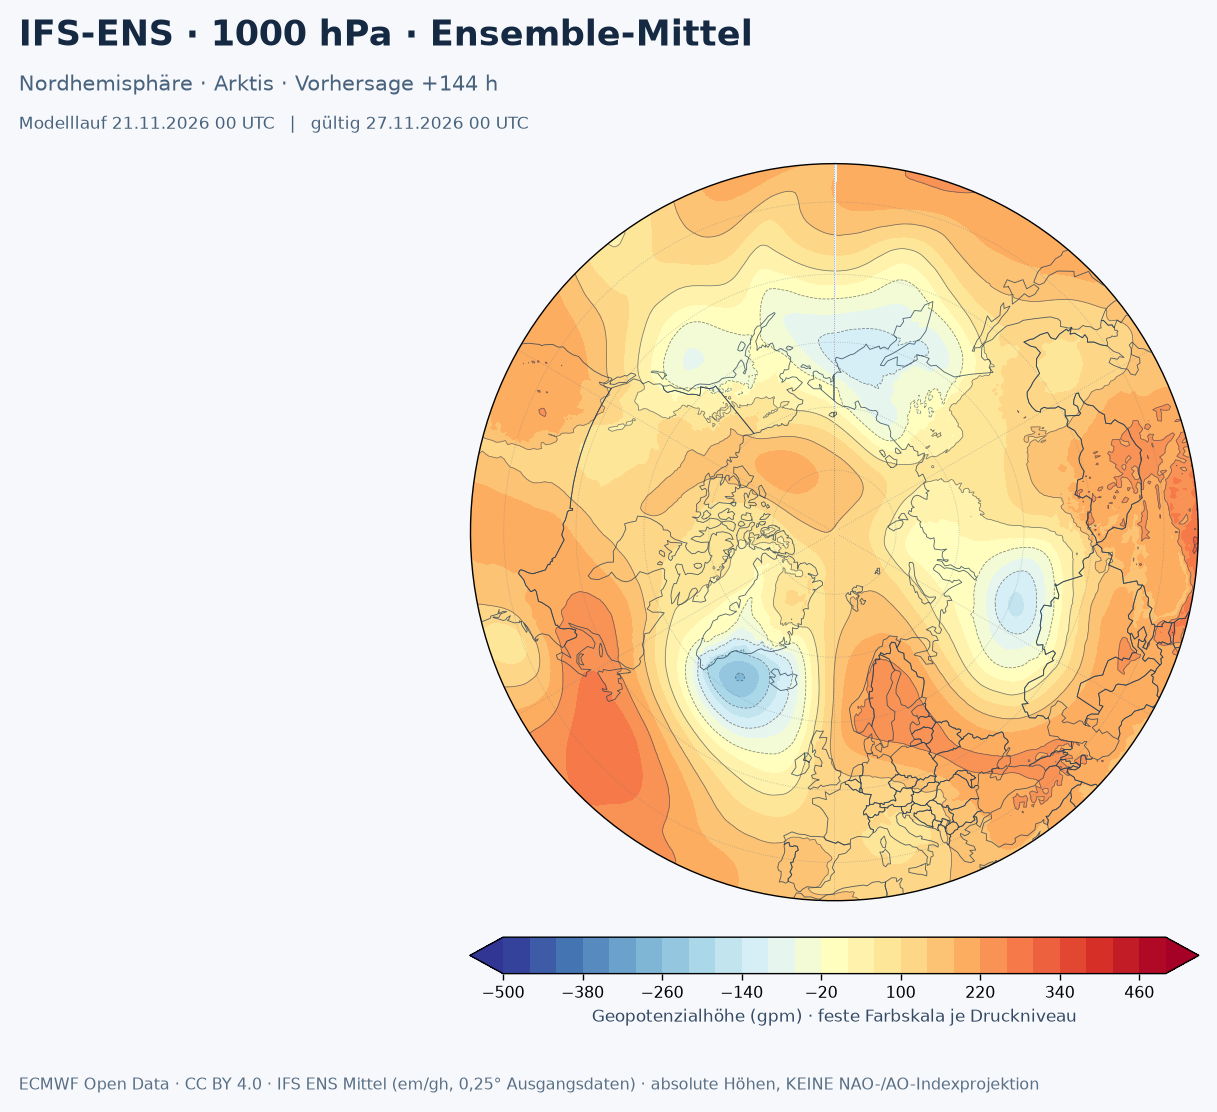 IFS-ENS · 1000 hPa · Ensemble-Mittel
Nordhemisphäre · Arktis · Vorhersage +144 h
Modelllauf 21.11.2026 00 UTC | gültig 27.11.2026 00 UTC
−500 −380 −260 −140 −20 100 220 340 460
Geopotenzialhöhe (gpm) · feste Farbskala je Druckniveau
ECMWF Open Data · CC BY 4.0 · IFS ENS Mittel (em/gh, 0,25° Ausgangsdaten) · absolute Höhen, KEINE NAO-/AO-Indexprojektion